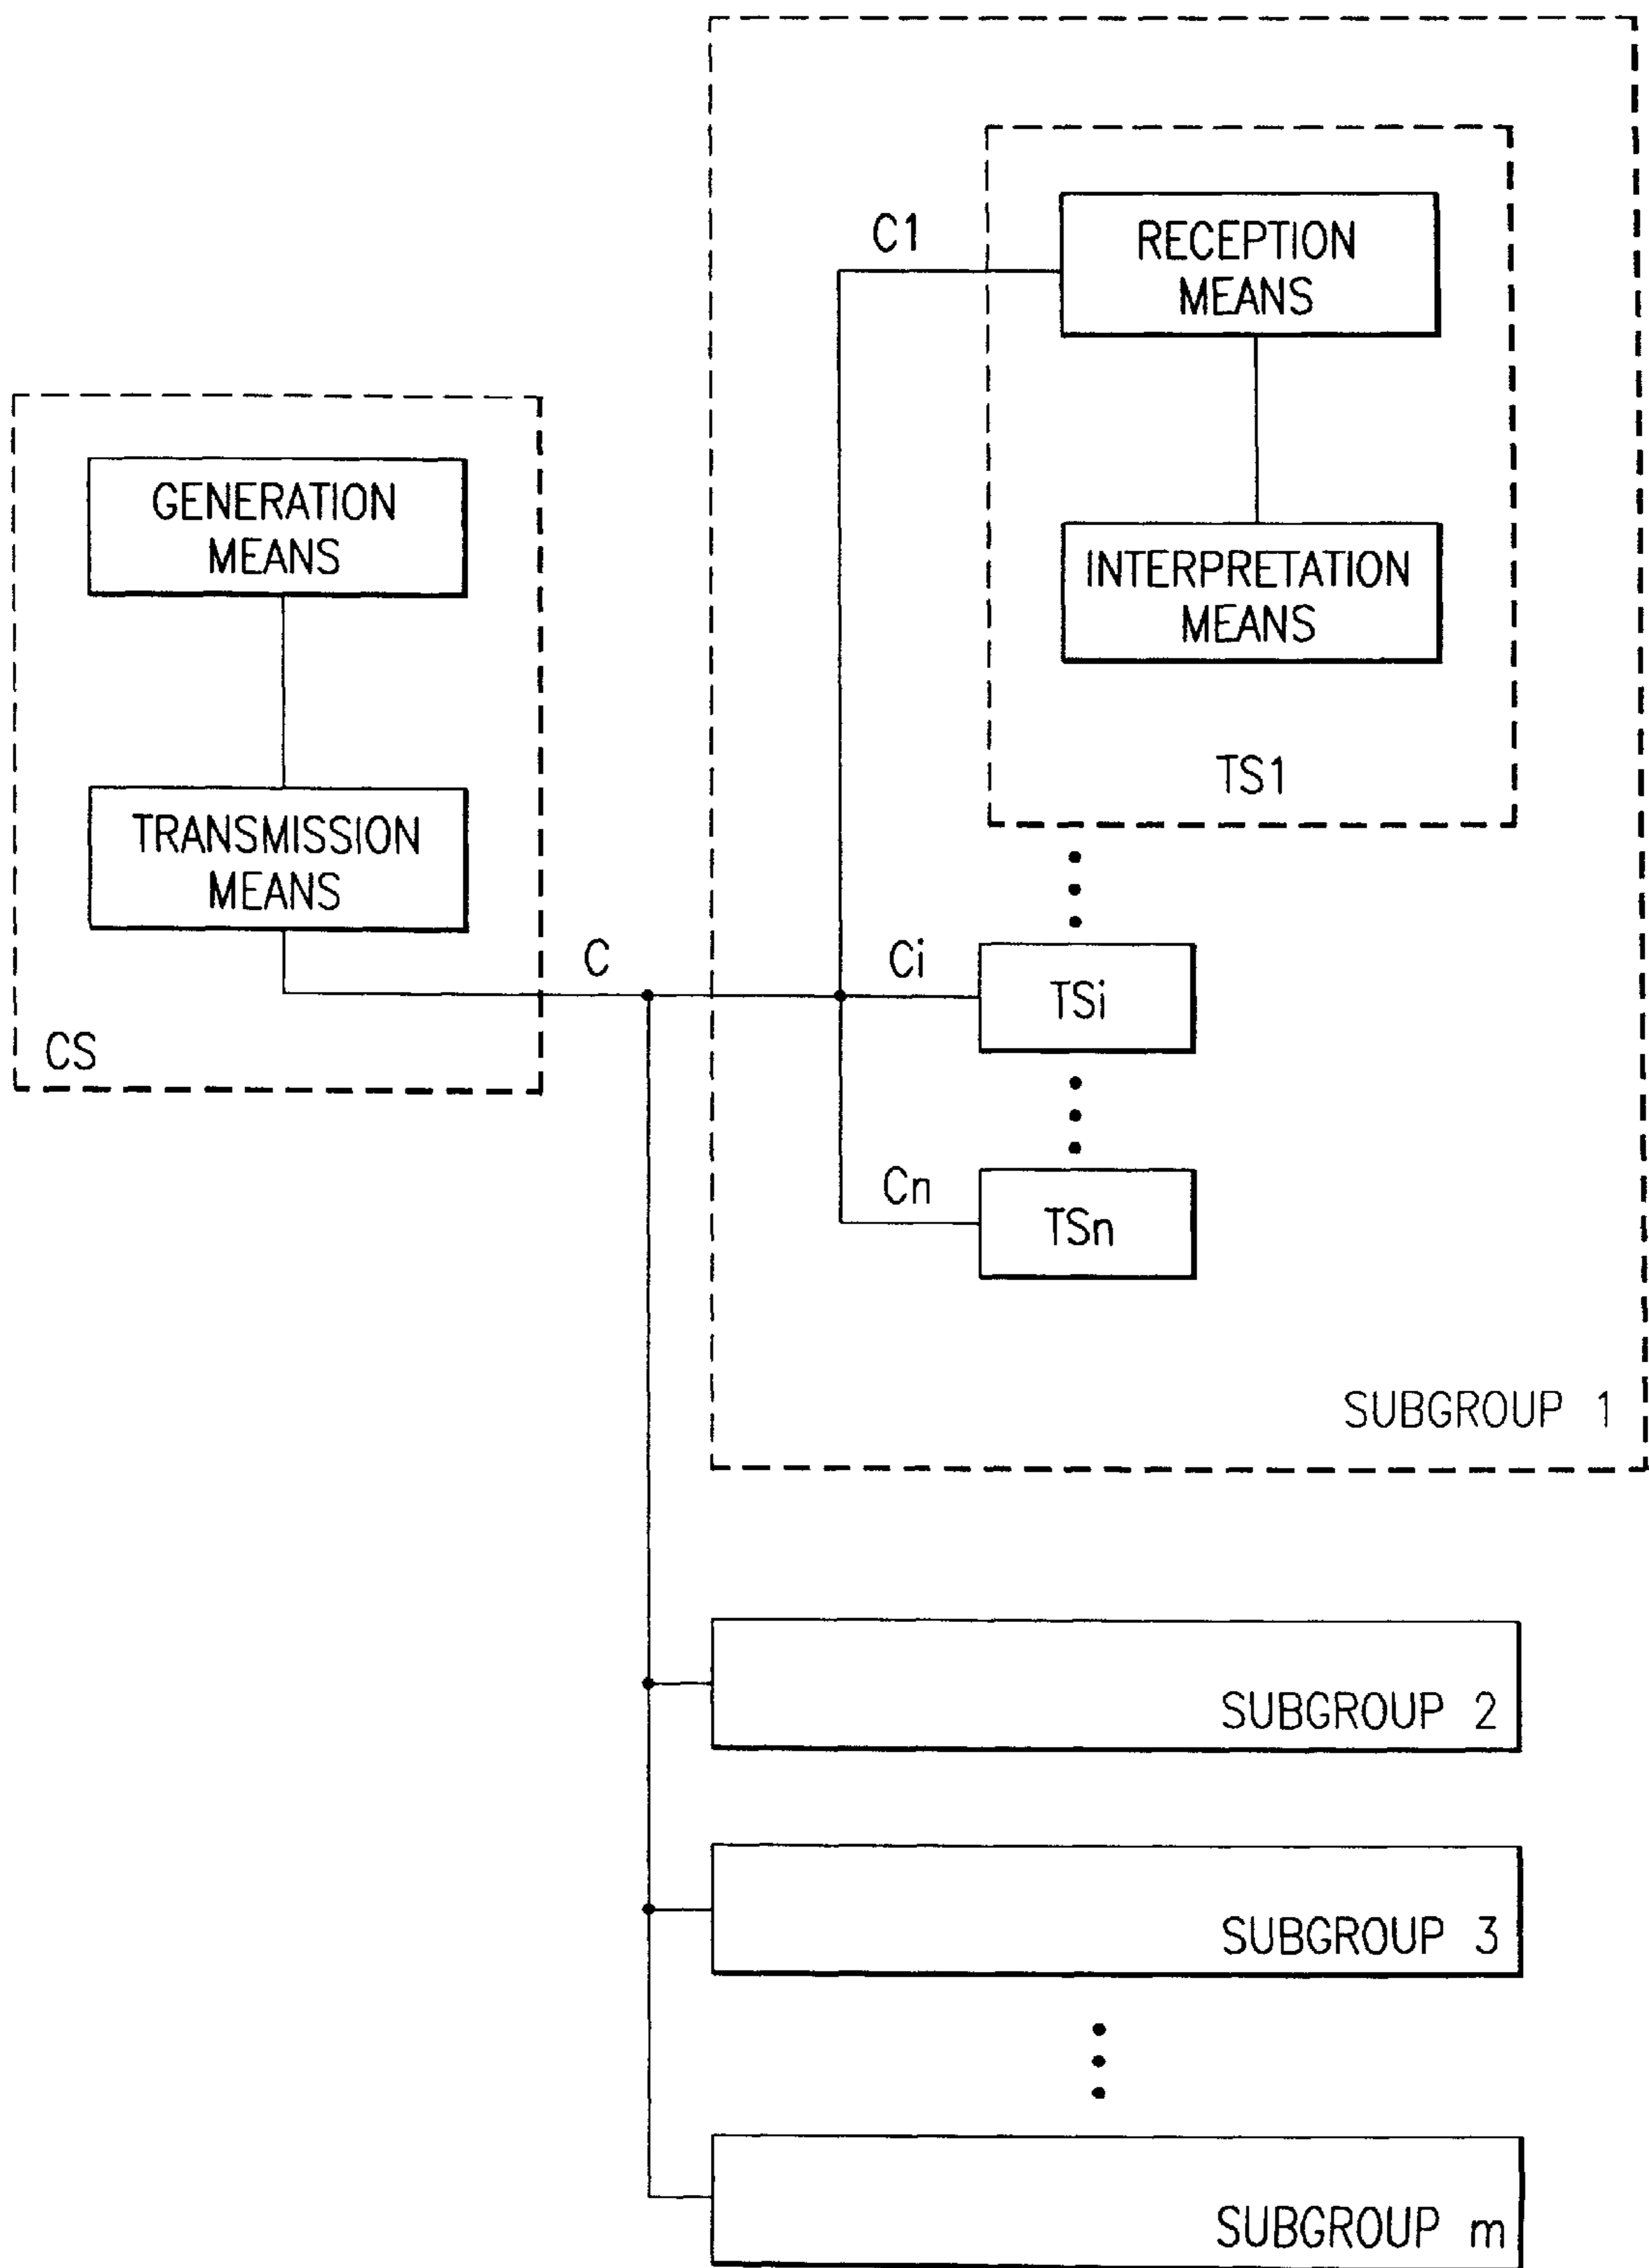 C1
RECEPTION
MEANS
INTERPRETATION
MEANS
TS1
GENERATION
MEANS
TRANSMISSION
MEANS
CS
C
Ci
TSi
Cn
TSn
SUBGROUP 1
SUBGROUP 2
SUBGROUP 3
SUBGROUP m